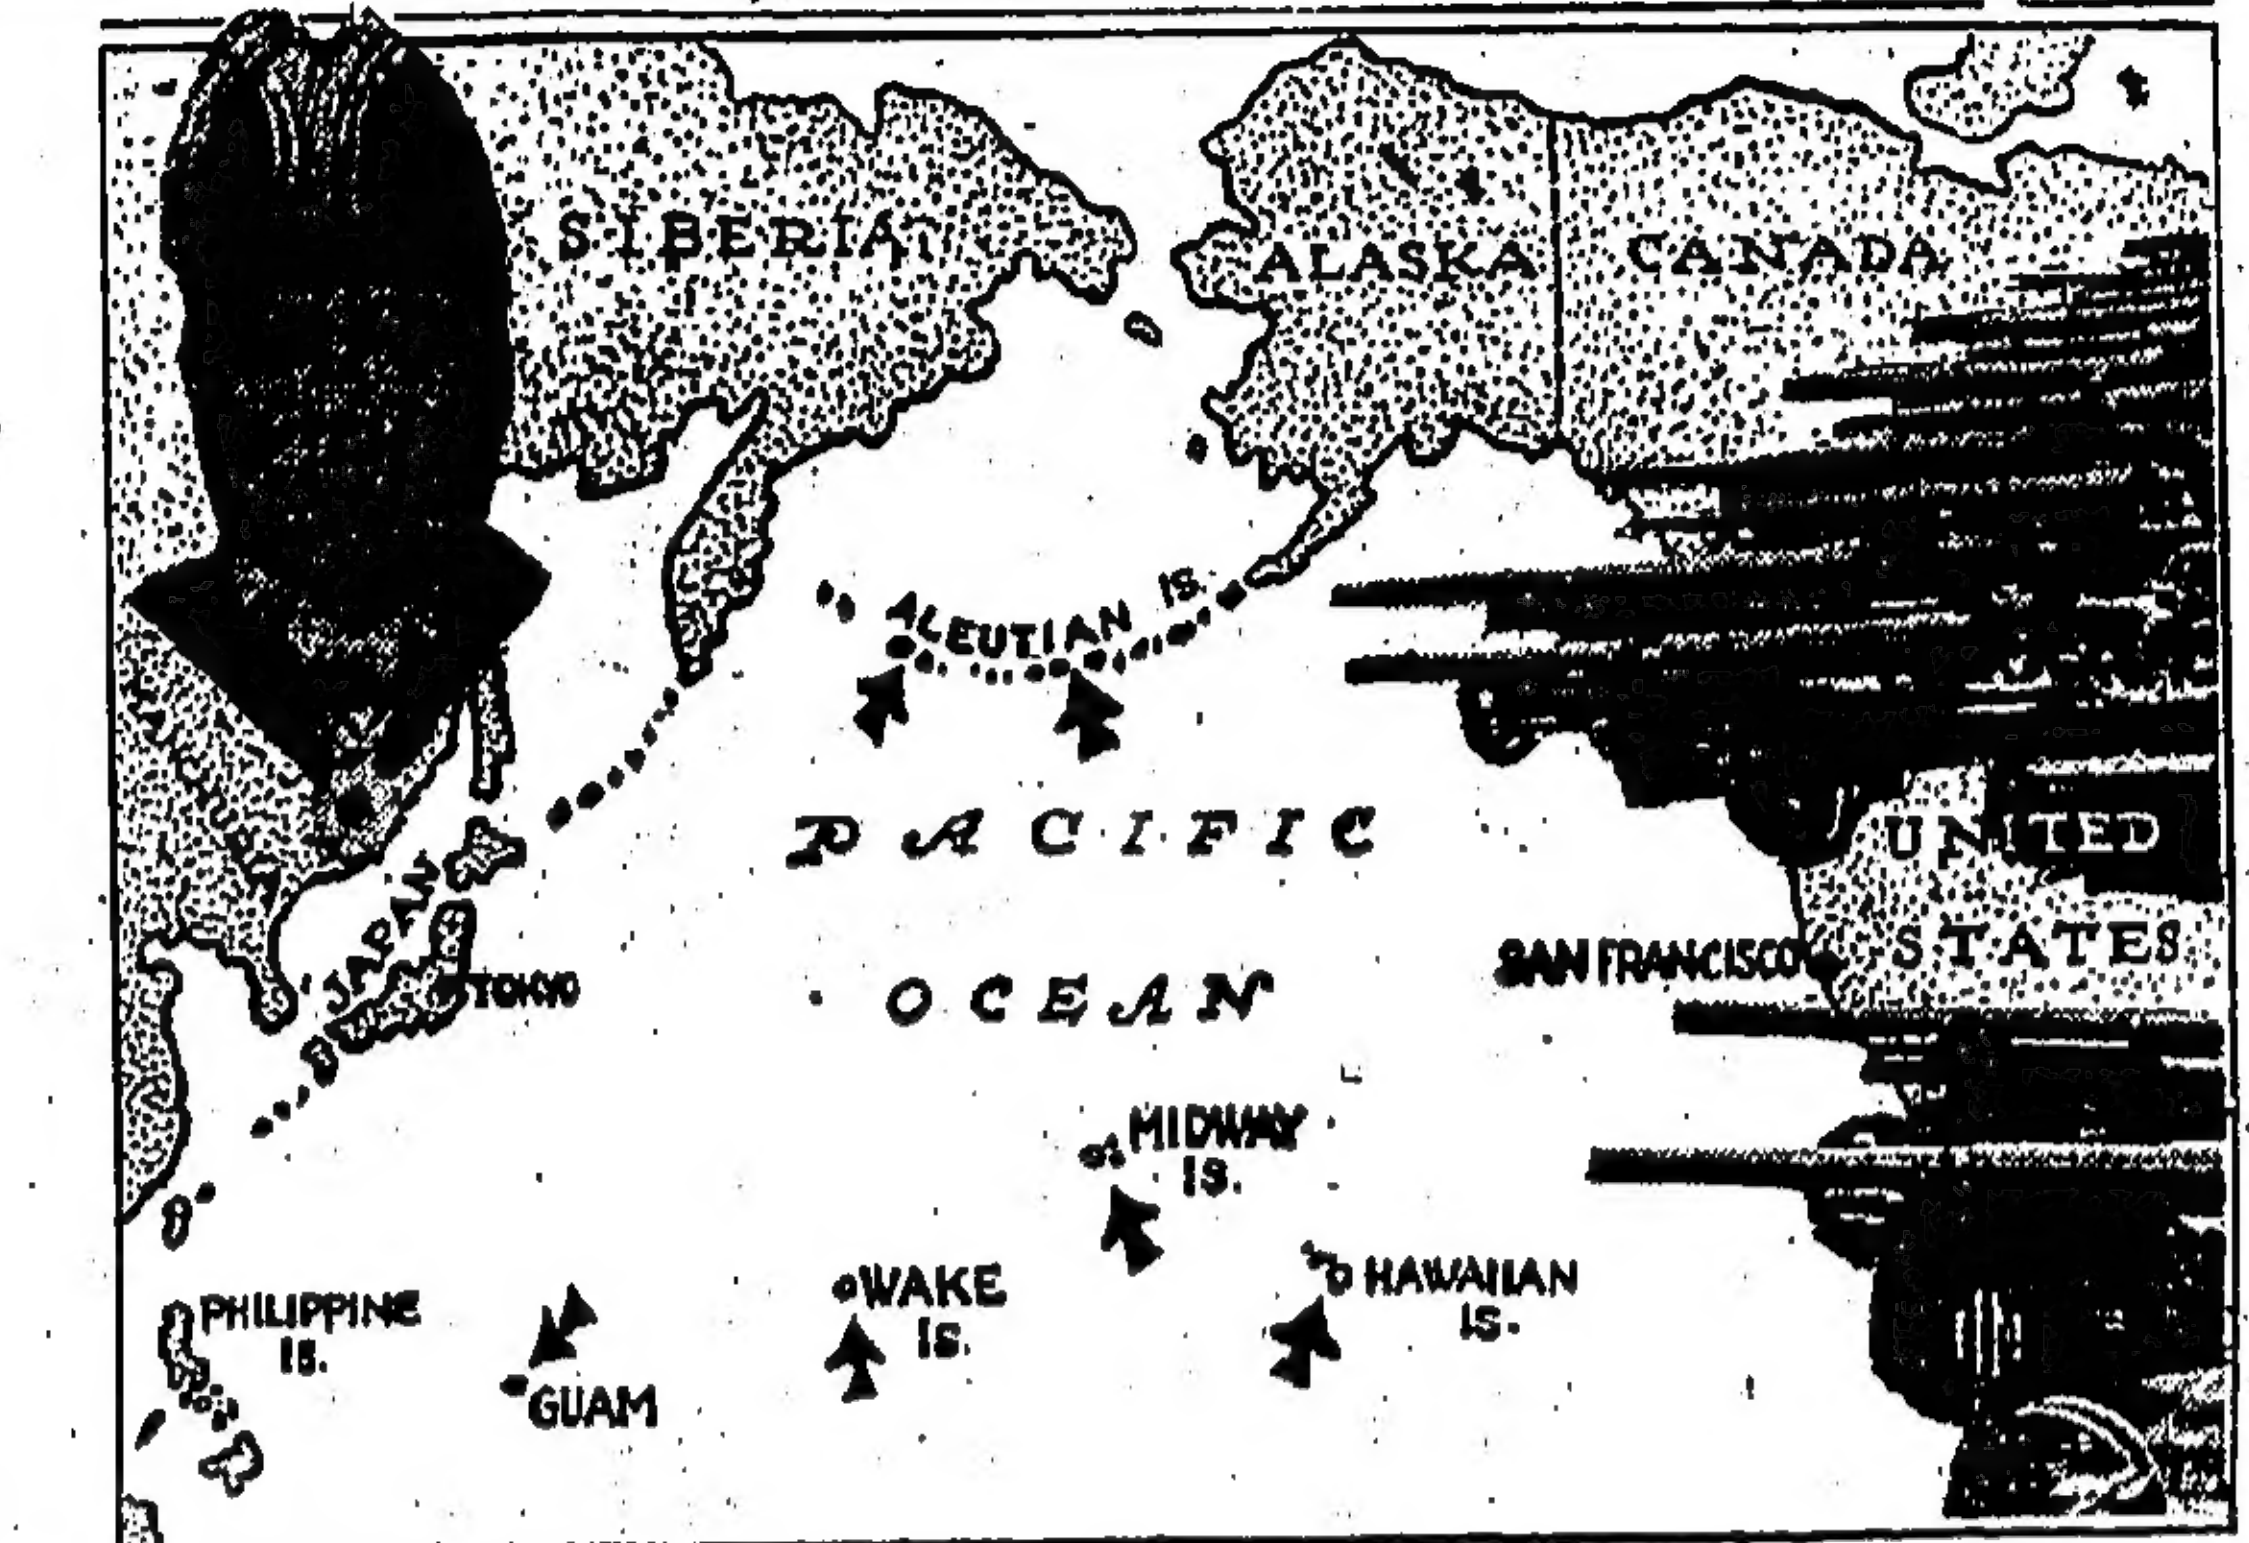 SIBERIA
ALASKA
CANADA
ALEUTIAN IS.
PACIFIC
OCEAN
UNITED
STATES
SAN FRANCISCO
JAPAN
TOKYO
MIDWAY
IS.
WAKE
IS.
HAWAIIAN
IS.
PHILIPPINE
IS.
GUAM